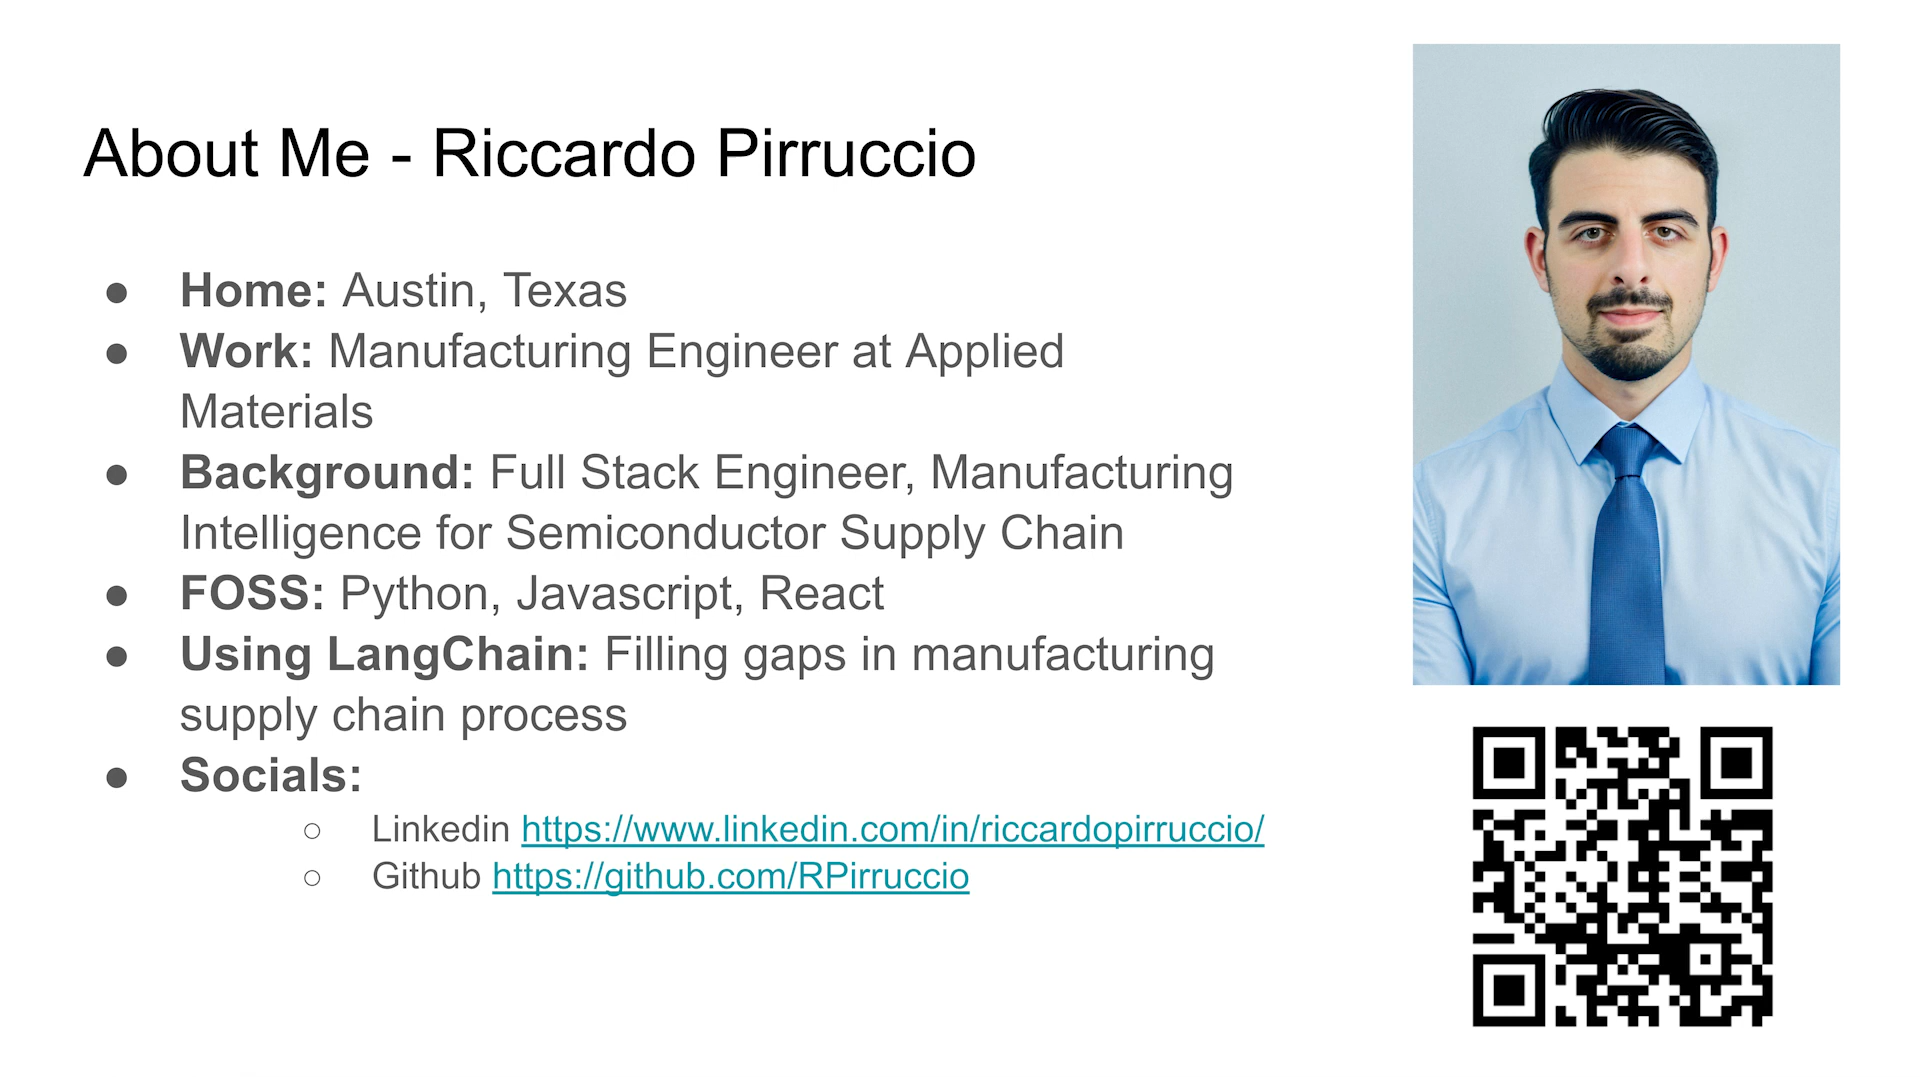 About Me - Riccardo Pirruccio
● Home: Austin, Texas
● Work: Manufacturing Engineer at Applied
Materials
● Background: Full Stack Engineer, Manufacturing
Intelligence for Semiconductor Supply Chain
● FOSS: Python, Javascript, React
● Using LangChain: Filling gaps in manufacturing
supply chain process
● Socials:
○ Linkedin https://www.linkedin.com/in/riccardopirruccio/
○ Github https://github.com/RPirruccio